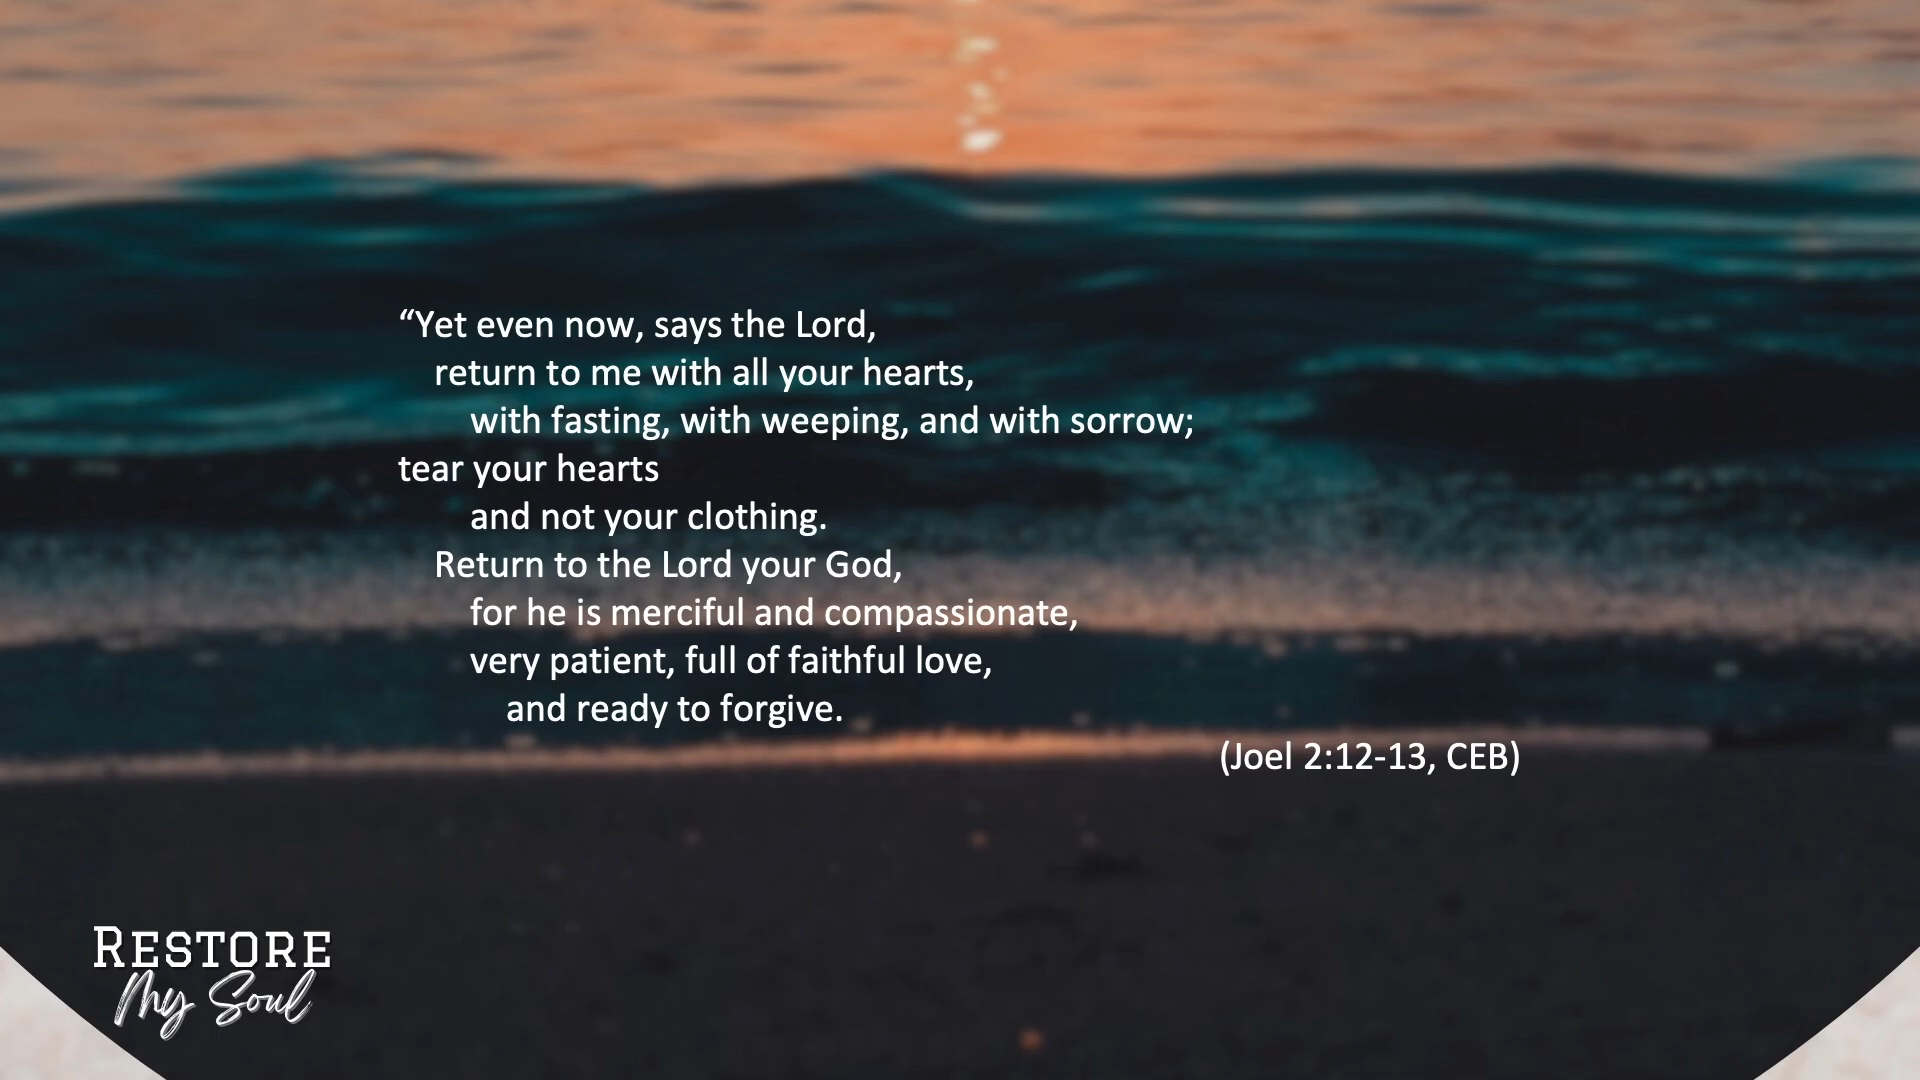 “Yet even now, says the Lord,
return to me with all your hearts,
with fasting, with weeping, and with sorrow;
tear your hearts
and not your clothing.
Return to the Lord your God,
for he is merciful and compassionate,
very patient, full of faithful love,
and ready to forgive.
(Joel 2:12-13, CEB)
RESTORE
My Soul